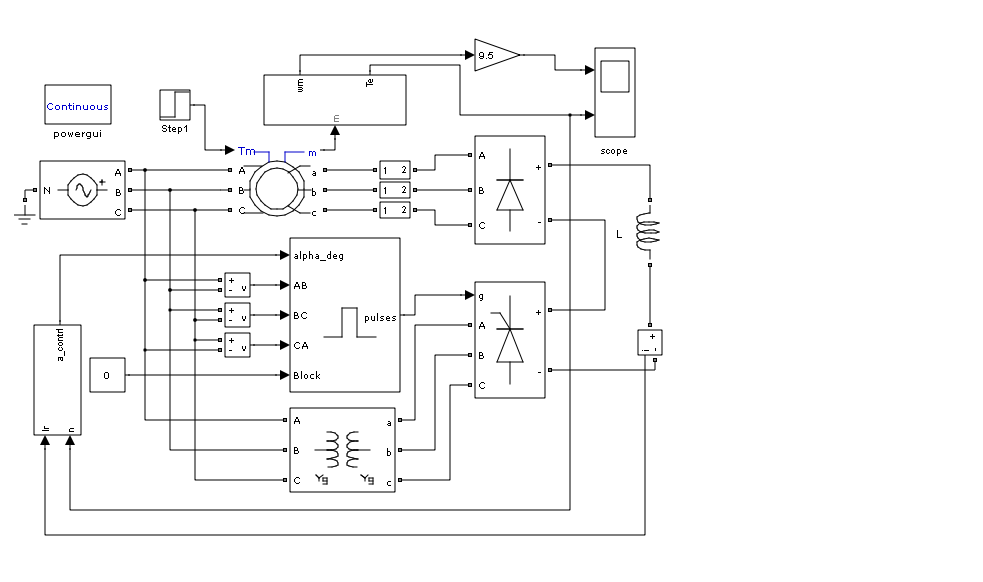 9.5
wm
Te
Continuous
powergui
Step1
m
scope
Tm
m
A
B
C
N
A
B
C
a
b
c
1 2
1 2
1 2
A
B
C
+
-
L
alpha_deg
AB
BC
CA
Block
pulses
+
-
v
+
-
v
+
-
v
g
A
B
C
+
-
+
i
-
a_contrl
Ir
n
0
A
B
C
a
b
c
Yg
Yg